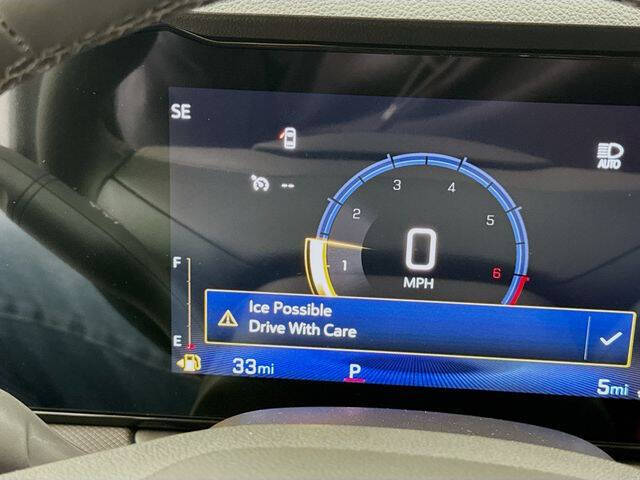 SE
AUTO
3 4
2 5
1 6
0
MPH
F
E
Ice Possible
Drive With Care
33mi
P
5mi